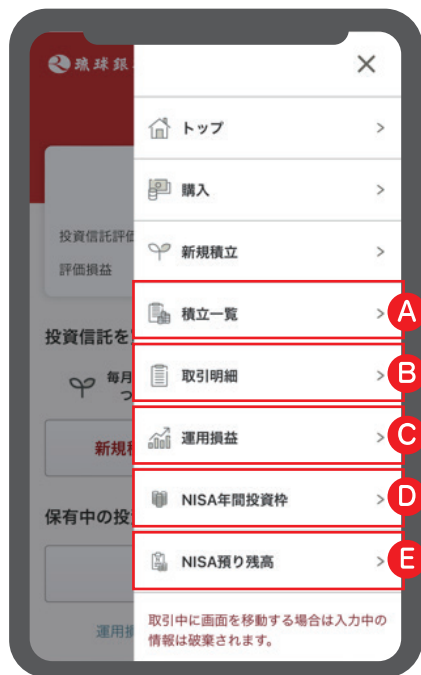 琉球銀
トップ
購入
投資信託評価
新規積立
評価損益
積立一覧
A
投資信託を
取引明細
B
毎月
つ
運用損益
C
新規
NISA年間投資枠
D
保有中の投
NISA預り残高
E
取引中に画面を移動する場合は入力中の
情報は破棄されます。
運用損